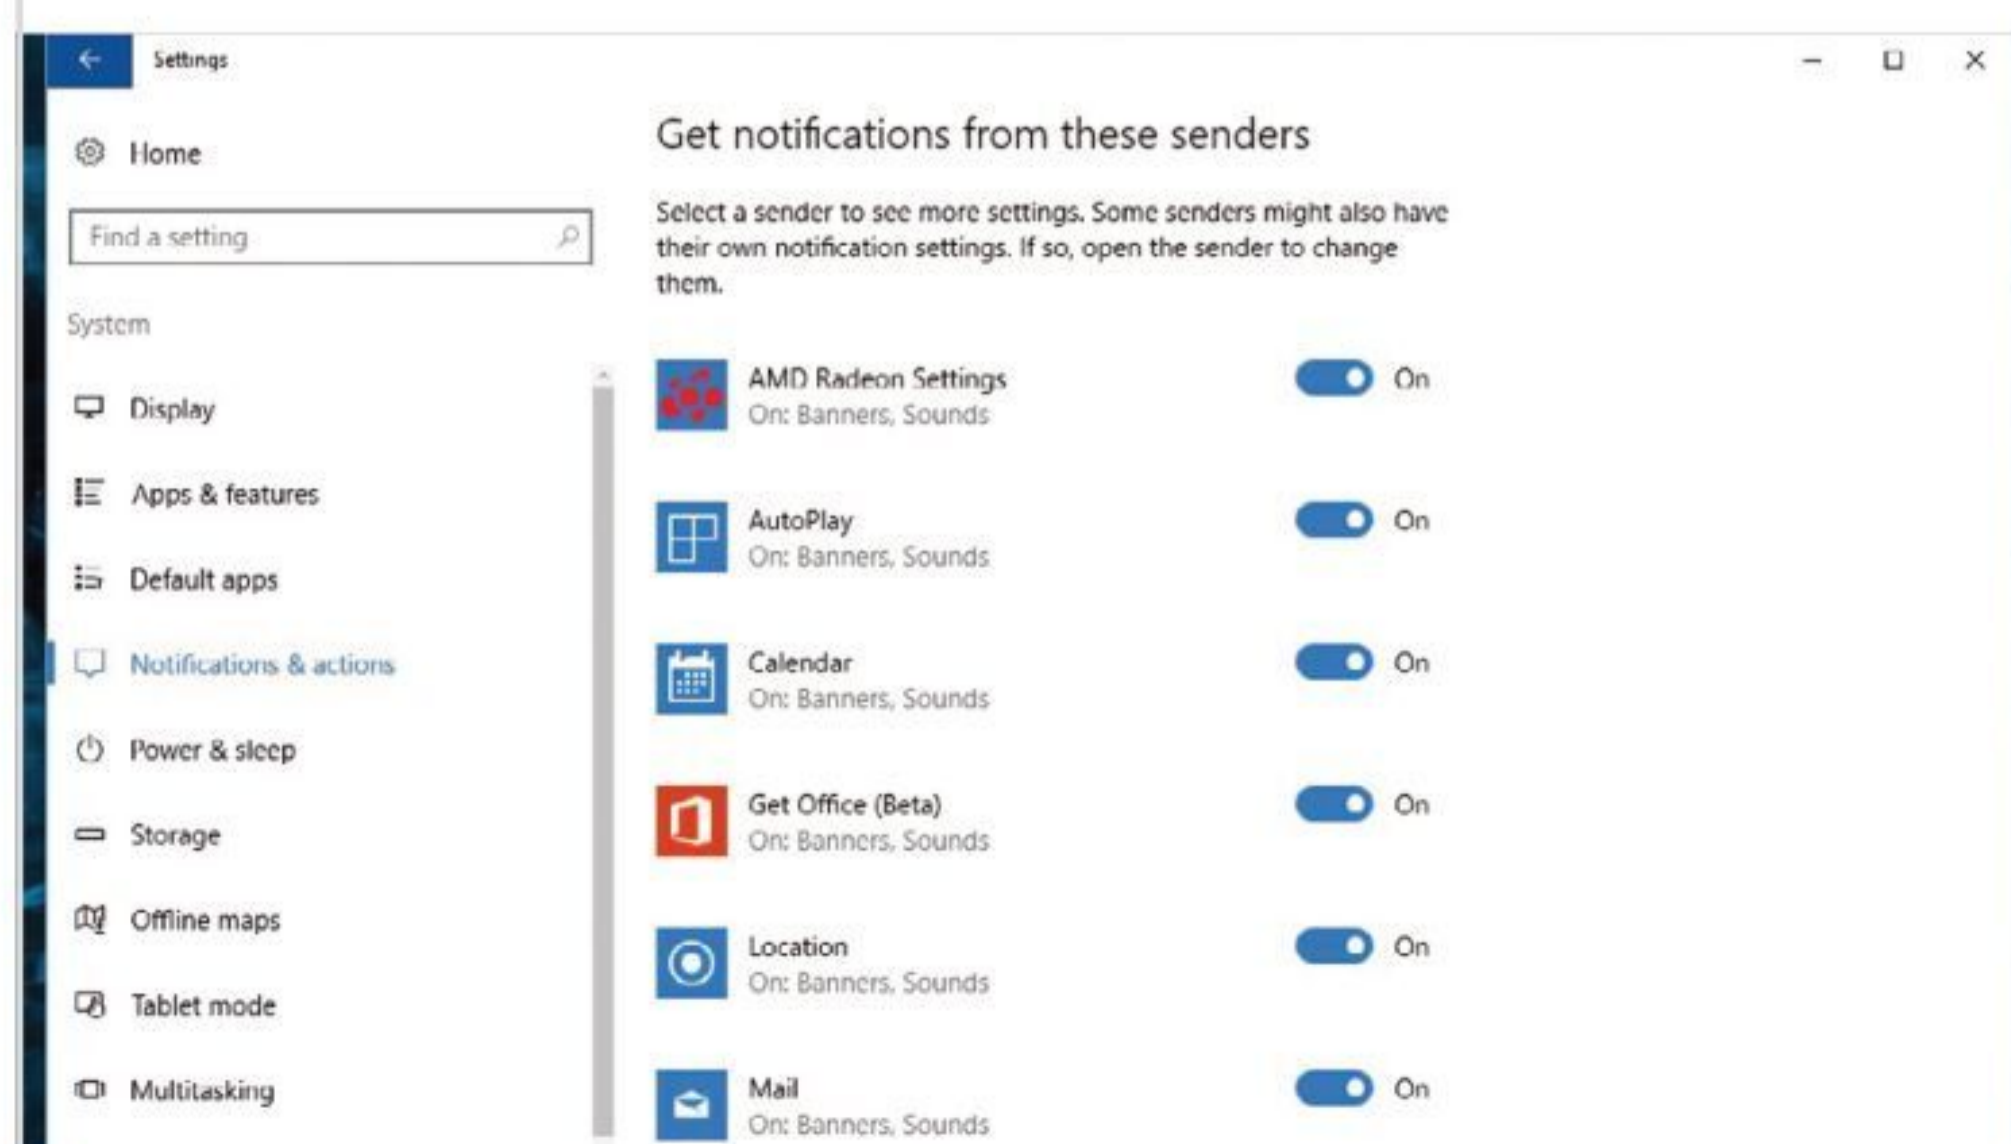 Settings
Home
Find a setting
System
Display
Apps & features
Default apps
Notifications & actions
Power & sleep
Storage
Offline maps
Tablet mode
Multitasking
Get notifications from these senders
Select a sender to see more settings. Some senders might also have
their own notification settings. If so, open the sender to change
them.
AMD Radeon Settings
On: Banners, Sounds
On
AutoPlay
On: Banners, Sounds
On
Calendar
On: Banners, Sounds
On
Get Office (Beta)
On: Banners, Sounds
On
Location
On: Banners, Sounds
On
Mail
On: Banners, Sounds
On